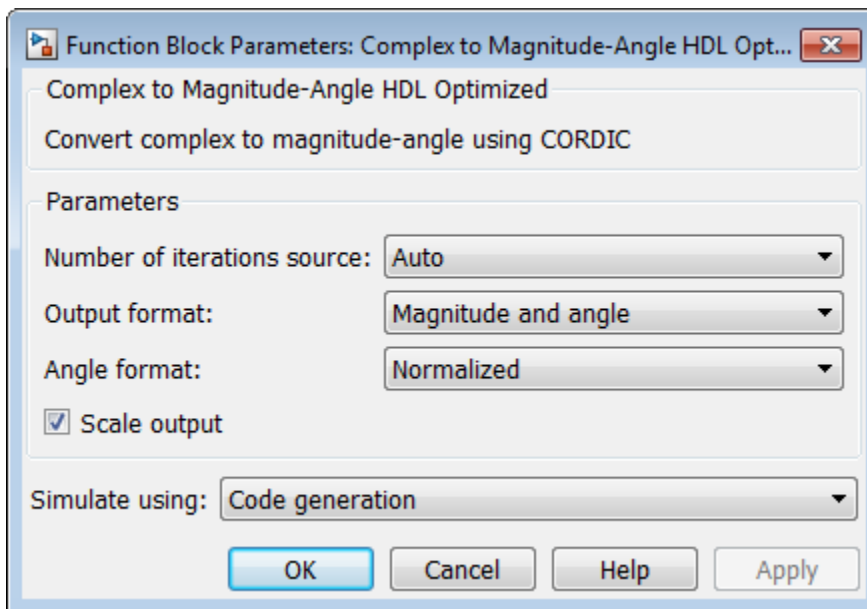 Function Block Parameters: Complex to Magnitude-Angle HDL Opt...
Complex to Magnitude-Angle HDL Optimized
Convert complex to magnitude-angle using CORDIC
Parameters
Number of iterations source: Auto
Output format: Magnitude and angle
Angle format: Normalized
Scale output
Simulate using: Code generation
OK Cancel Help Apply